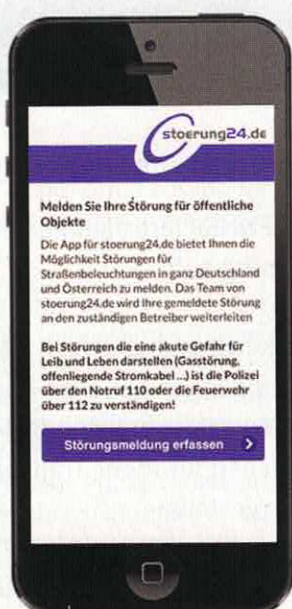 stoerung24.de
Melden Sie Ihre Störung für öffentliche
Objekte
Die App für stoerung24.de bietet Ihnen die
Möglichkeit Störungen für
Straßenbeleuchtungen in ganz Deutschland
und Österreich zu melden. Das Team von
stoerung24.de wird Ihre gemeldete Störung
an den zuständigen Betreiber weiterleiten
Bei Störungen die eine akute Gefahr für
Leib und Leben darstellen (Gasstörung,
offenliegende Stromkabel ...) ist die Polizei
über den Notruf 110 oder die Feuerwehr
über 112 zu verständigen!
Störungsmeldung erfassen